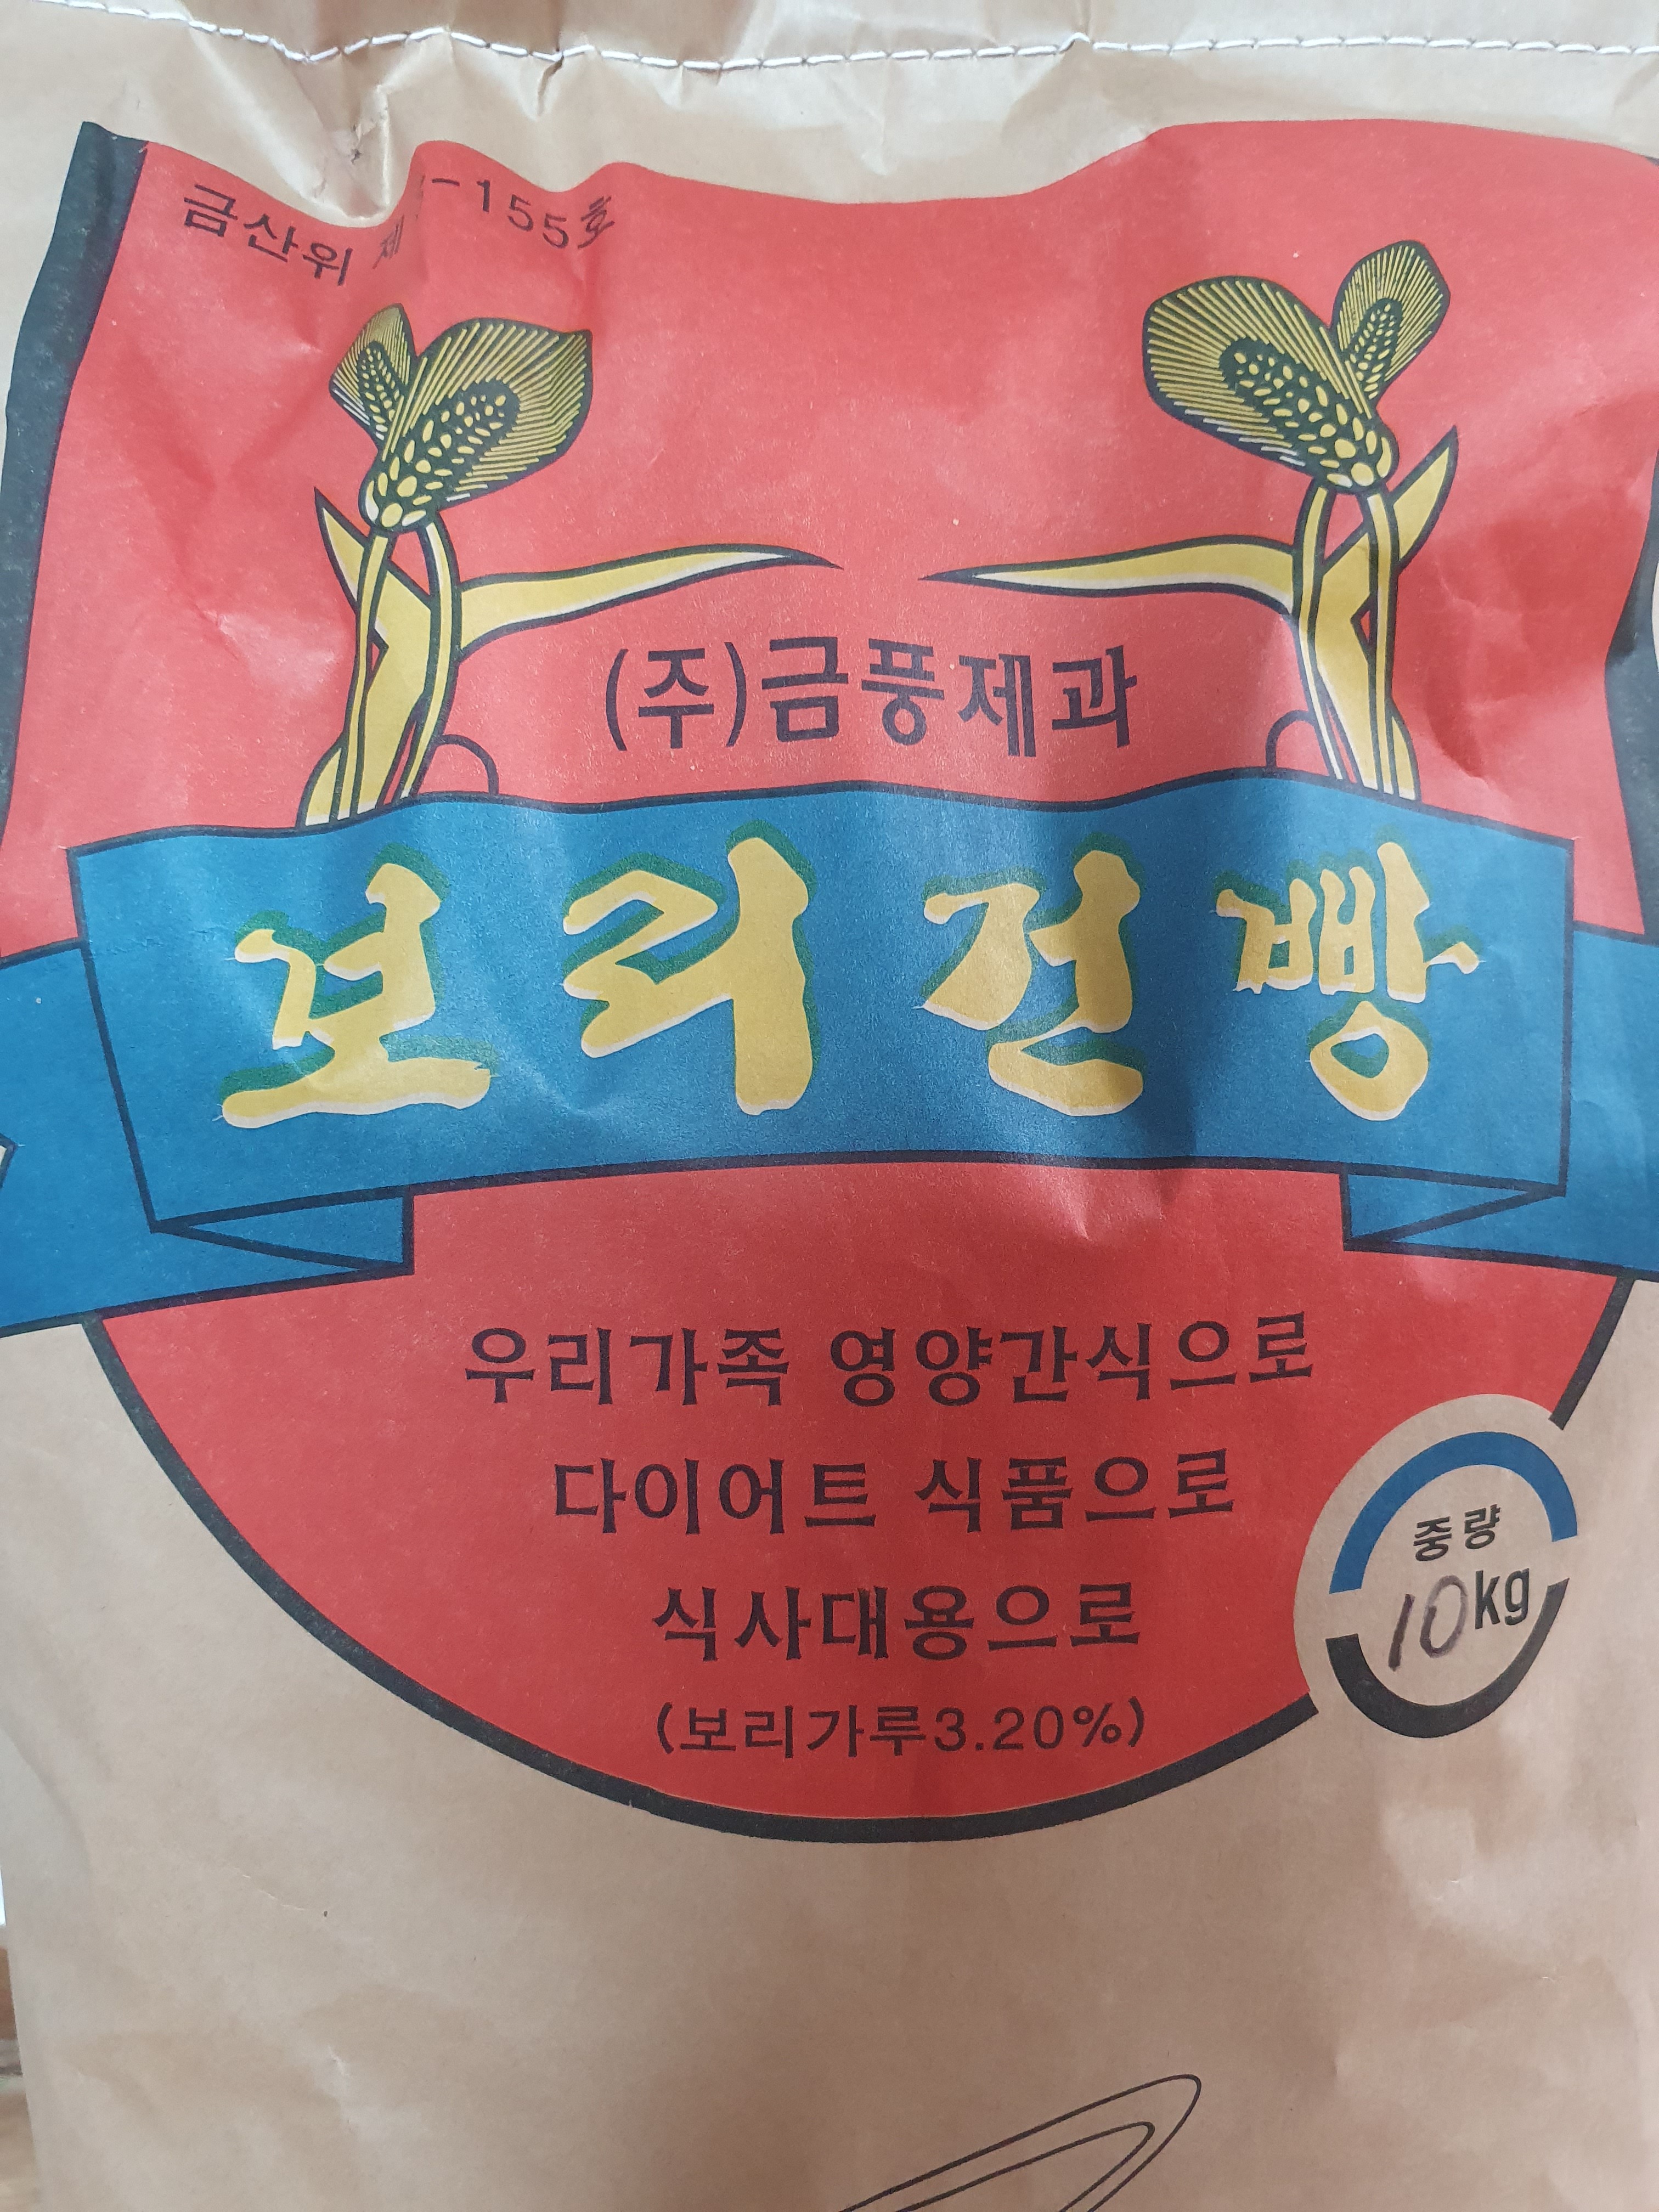 금산위 제 -155호
(주)금풍제과
보리건빵
우리가족 영양간식으로
다이어트 식품으로
식사대용으로
(보리가루3.20%)
중량
10kg